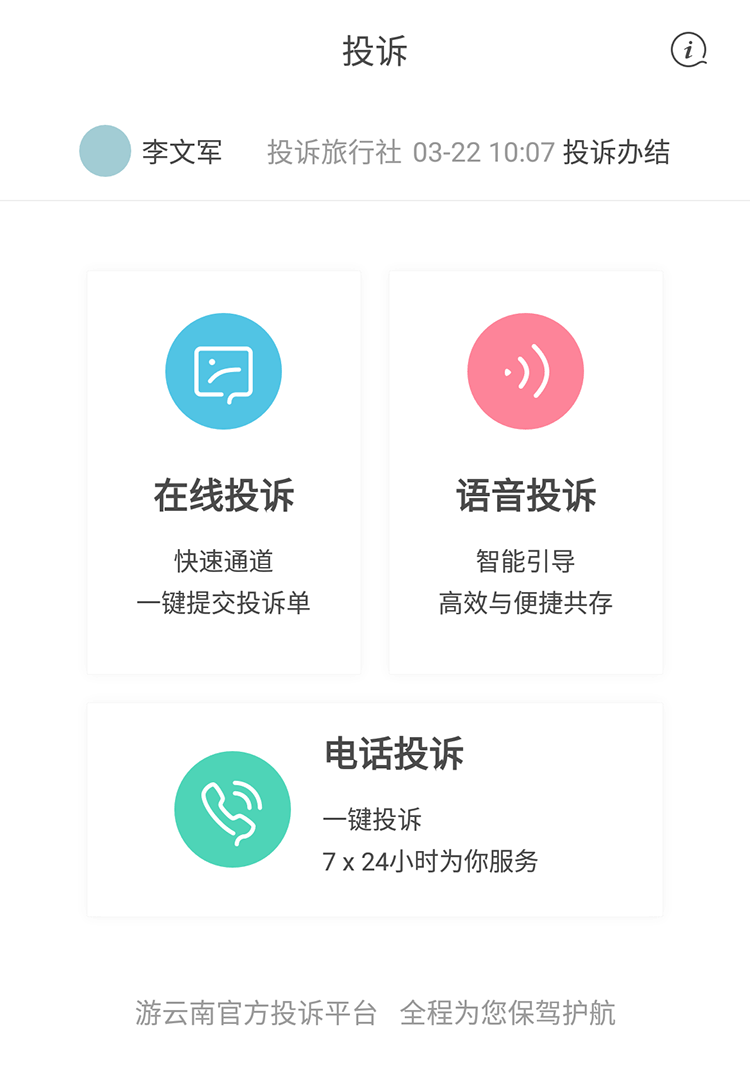 投诉
李文军 投诉旅行社 03-22 10:07 投诉办结
在线投诉
快速通道
一键提交投诉单
语音投诉
智能引导
高效与便捷共存
电话投诉
一键投诉
7 x 24小时为你服务
游云南官方投诉平台 全程为您保驾护航